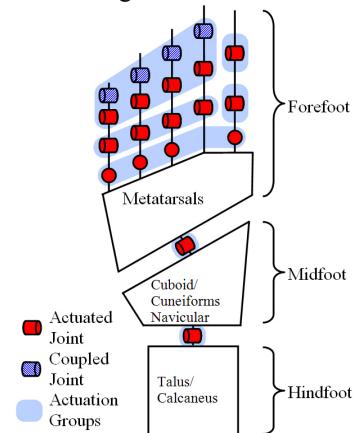 Forefoot
Metatarsals
Midfoot
Cuboid/
Cuneiforms
Navicular
Actuated
Joint
Coupled
Joint
Actuation
Groups
Talus/
Calcaneus
Hindfoot